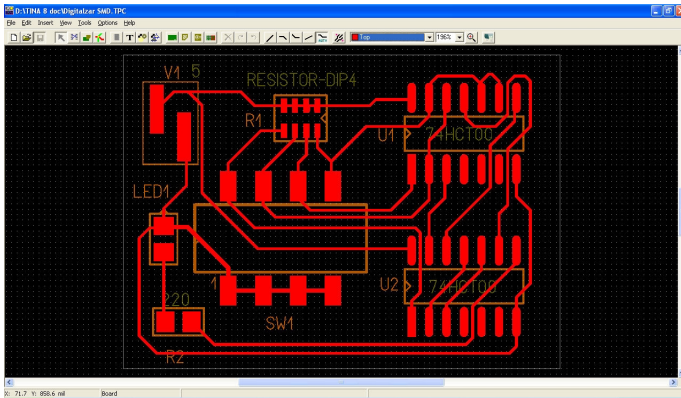 D:\TINA 8 doc\Digitalzar SMD.TPC
File Edit Insert View Tools Options Help
T Top 196%
V1 5
RESISTOR-DIP4
R1
U1 74HCT00
LED1
1
U2 74HCT00
220
SW1
R2
X: 71.7 Y: 858.6 mil Board